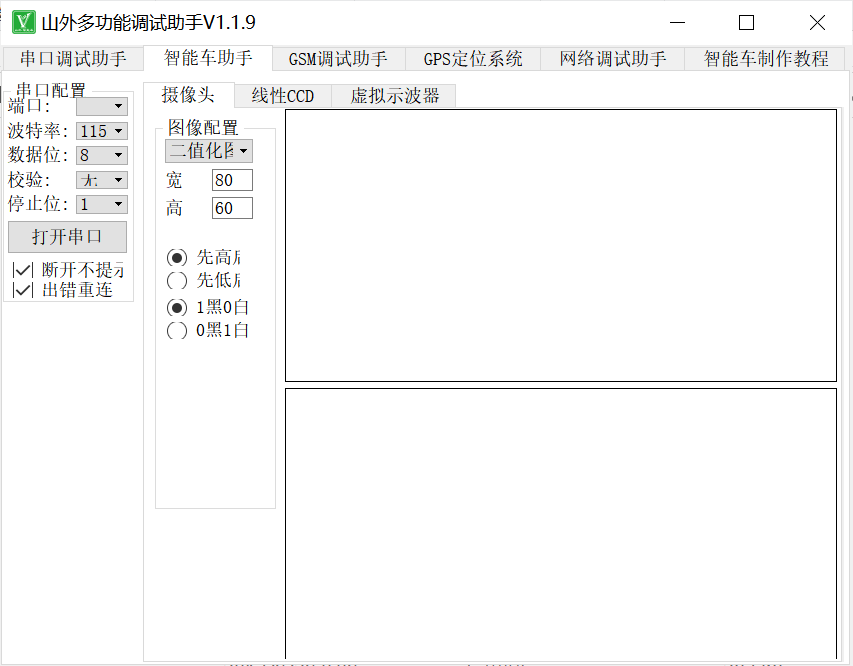 山外多功能调试助手V1.1.9
串口调试助手 智能车助手 GSM调试助手 GPS定位系统 网络调试助手 智能车制作教程
串口配置
端口:
波特率: 115
数据位: 8
校验: 无
停止位: 1
打开串口
断开不提示
出错重连
摄像头 线性CCD 虚拟示波器
图像配置
二值化图
宽 80
高 60
先高后
先低后
1黑0白
0黑1白